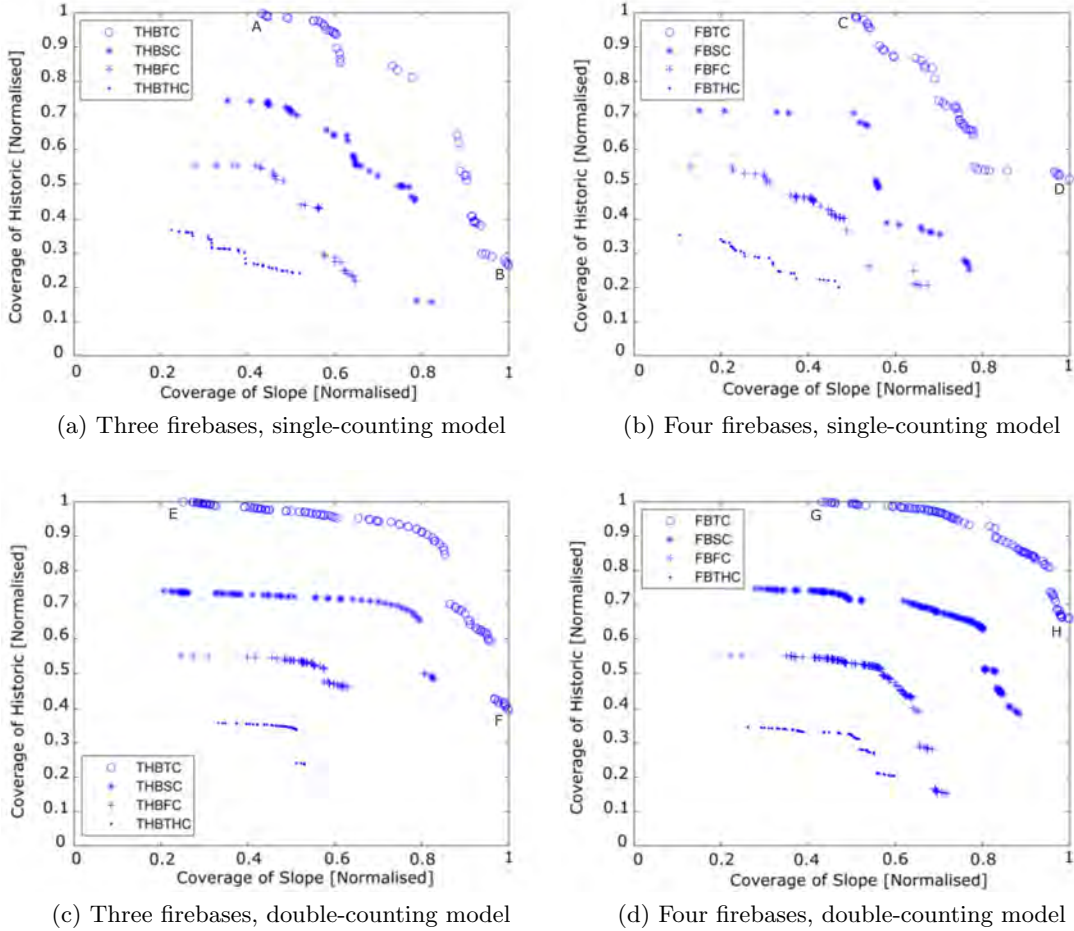 1
0.9
0.8
0.7
0.6
0.5
0.4
0.3
0.2
0.1
0
0
0.2
0.4
0.6
0.8
1
Coverage of Historic [Normalised]
Coverage of Slope [Normalised]
THBTC
THBSC
THBFC
THBTHC
A
B
(a) Three firebases, single-counting model
1
0.9
0.8
0.7
0.6
0.5
0.4
0.3
0.2
0.1
0
0
0.2
0.4
0.6
0.8
1
Coverage of Historic [Normalised]
Coverage of Slope [Normalised]
FBTC
FBSC
FBFC
FBTHC
C
D
(b) Four firebases, single-counting model
1
0.9
0.8
0.7
0.6
0.5
0.4
0.3
0.2
0.1
0
0
0.2
0.4
0.6
0.8
1
Coverage of Historic [Normalised]
Coverage of Slope [Normalised]
THBTC
THBSC
THBFC
THBTHC
E
F
(c) Three firebases, double-counting model
1
0.9
0.8
0.7
0.6
0.5
0.4
0.3
0.2
0.1
0
0
0.2
0.4
0.6
0.8
1
Coverage of Historic [Normalised]
Coverage of Slope [Normalised]
FBTC
FBSC
FBFC
FBTHC
G
H
(d) Four firebases, double-counting model